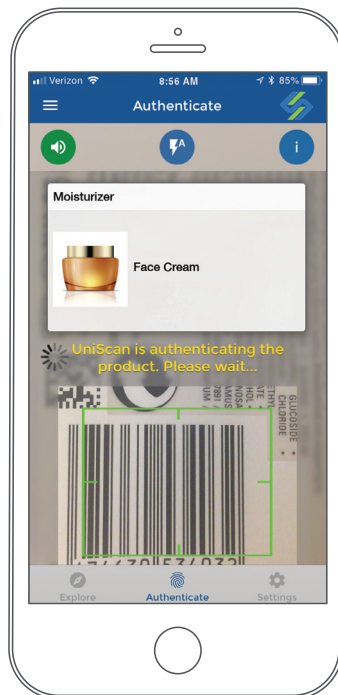 Verizon 8:56 AM 85%
Authenticate
A i
Moisturizer
Face Cream
UniScan is authenticating the
product. Please wait...
GLUCOSIDE •
CHLORIDE •
534032
Explore Authenticate Settings